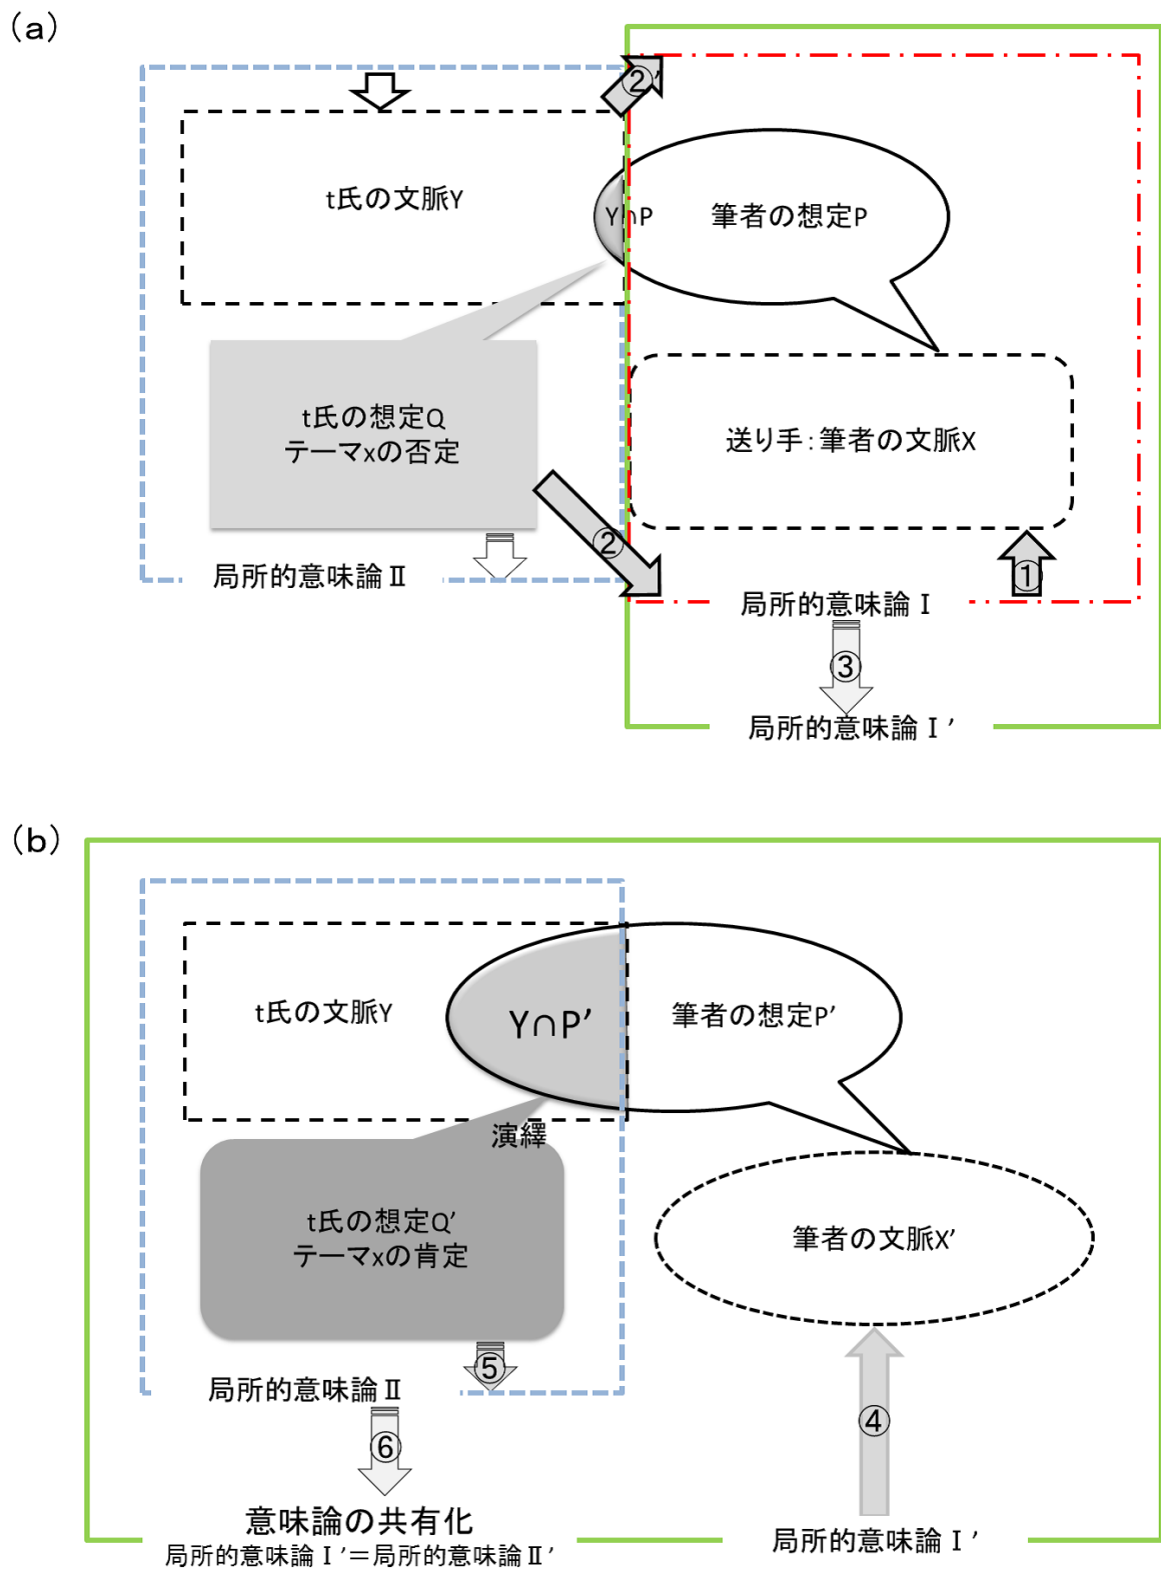 (a)
②’
t氏の文脈Y
Y∩P
筆者の想定P
t氏の想定Q
テーマxの否定
送り手：筆者の文脈X
②
①
局所的意味論Ⅱ
局所的意味論Ⅰ
③
局所的意味論Ⅰ’
(b)
t氏の文脈Y
Y∩P’
筆者の想定P’
演繹
t氏の想定Q’
テーマxの肯定
筆者の文脈X’
⑤
局所的意味論Ⅱ
④
⑥
意味論の共有化
局所的意味論Ⅰ’＝局所的意味論Ⅱ’
局所的意味論Ⅰ’